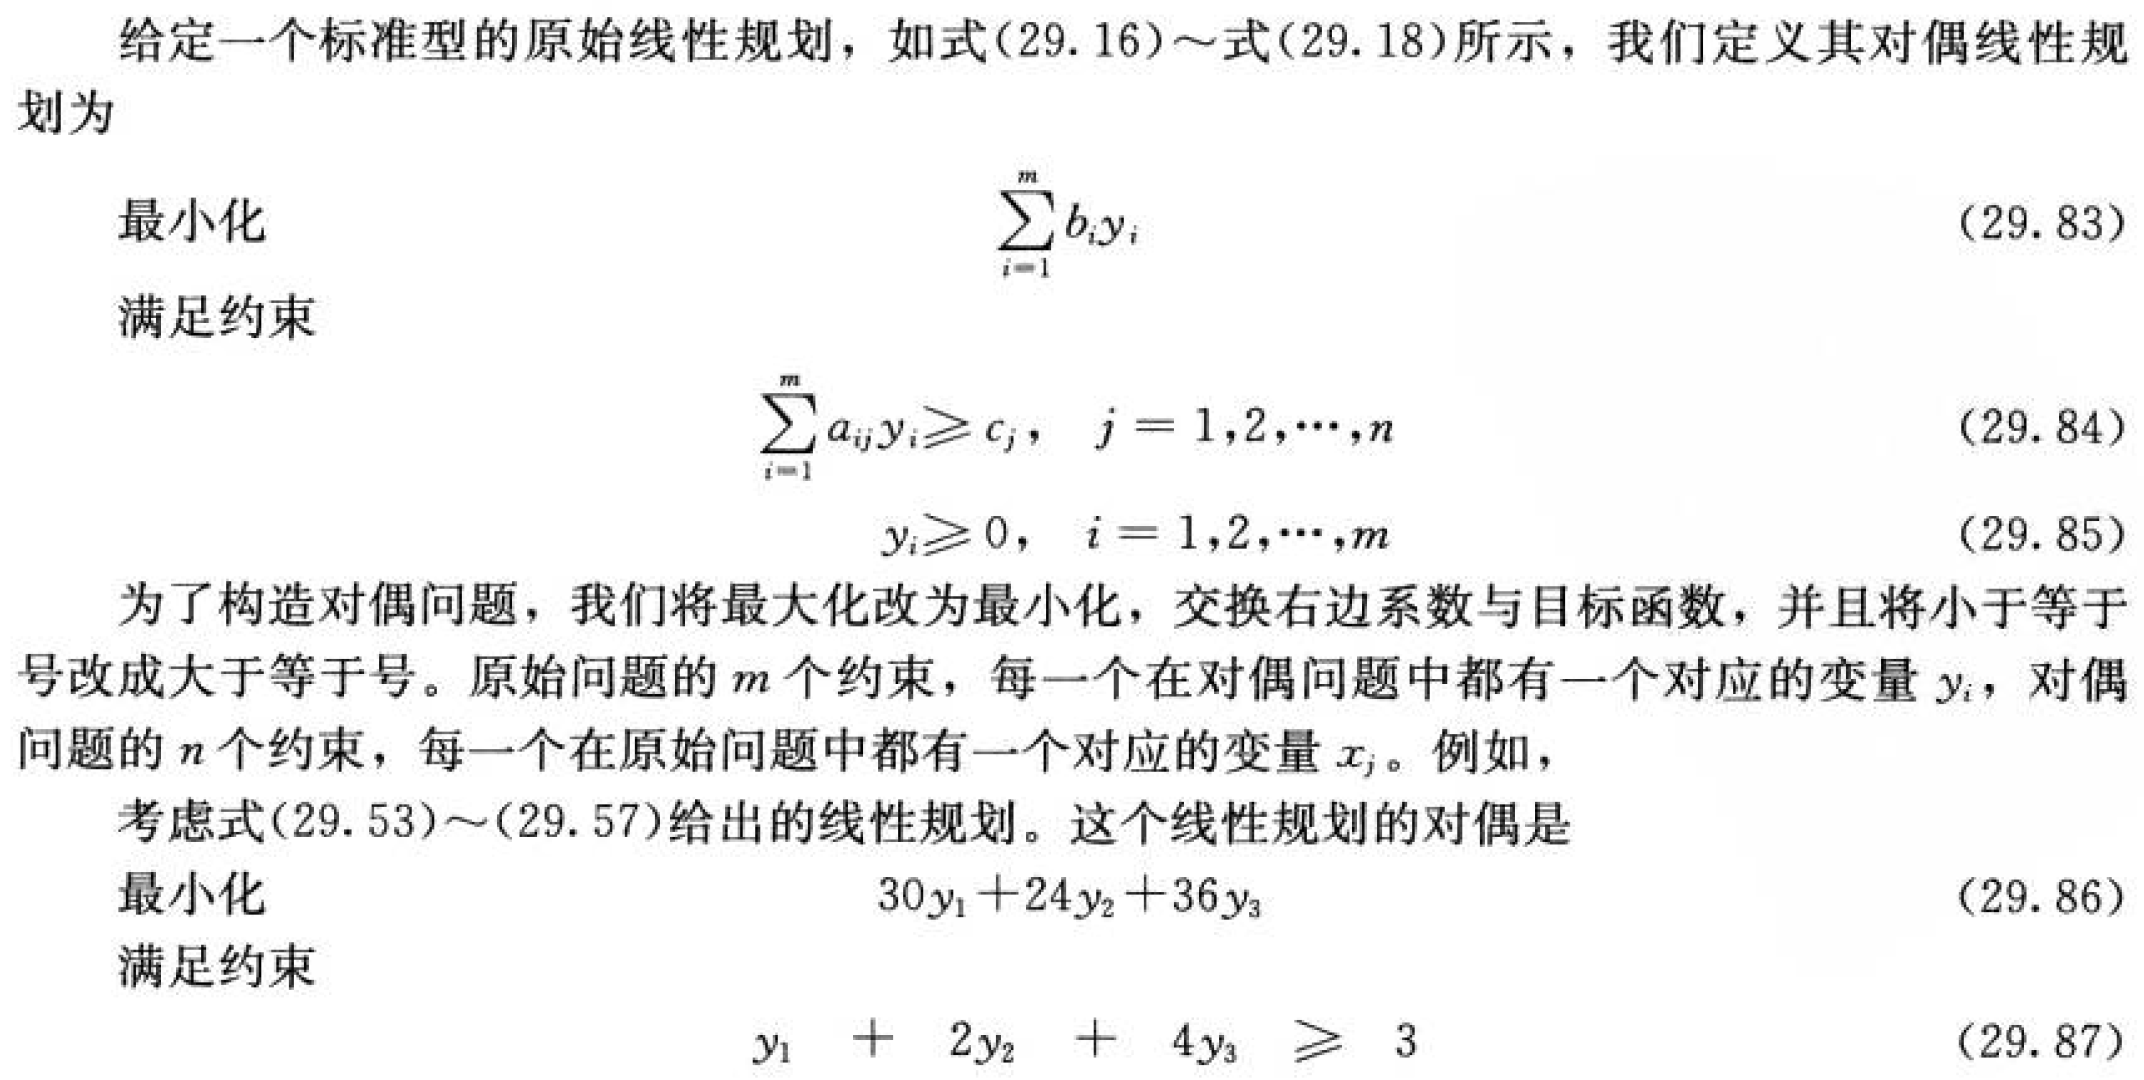 给定一个标准型的原始线性规划，如式(29.16)～式(29.18)所示，我们定义其对偶线性规
划为
最小化 $\sum_{i=1}^{m} b_i y_i$ (29.83)
满足约束
$\sum_{i=1}^{m} a_{ij} y_i \geqslant c_j, \quad j = 1,2,\cdots,n$ (29.84)
$y_i \geqslant 0, \quad i = 1,2,\cdots,m$ (29.85)
为了构造对偶问题，我们将最大化改为最小化，交换右边系数与目标函数，并且将小于等于
号改成大于等于号。原始问题的 m 个约束，每一个在对偶问题中都有一个对应的变量 $y_i$，对偶
问题的 n 个约束，每一个在原始问题中都有一个对应的变量 $x_j$。例如，
考虑式(29.53)～(29.57)给出的线性规划。这个线性规划的对偶是
最小化 $30y_1+24y_2+36y_3$ (29.86)
满足约束
$y_1 + 2y_2 + 4y_3 \geqslant 3$ (29.87)